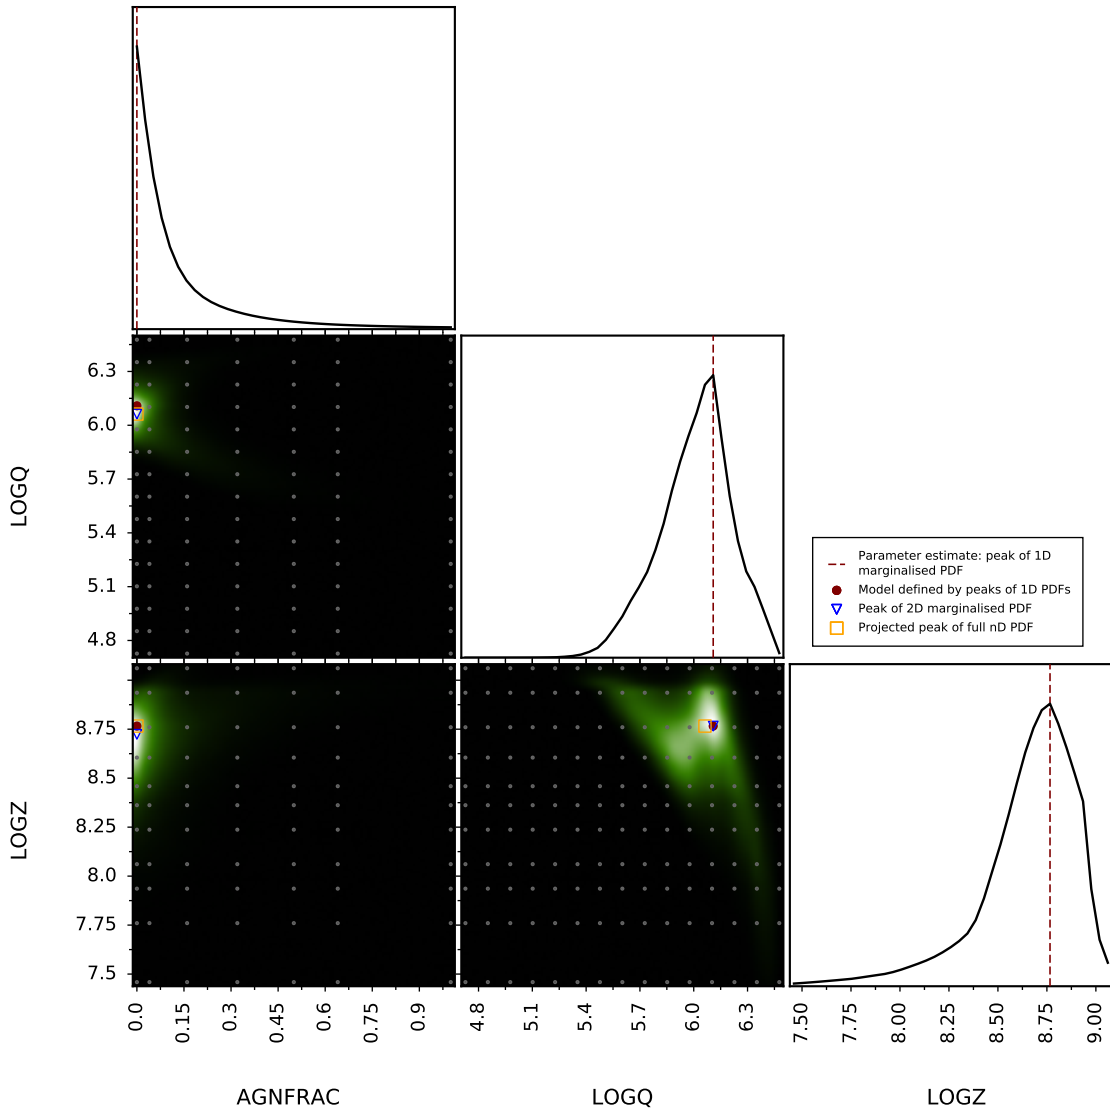 6.3
6.0
5.7
5.4
5.1
4.8
LOGQ
Parameter estimate: peak of 1D
marginalised PDF
Model defined by peaks of 1D PDFs
Peak of 2D marginalised PDF
Projected peak of full nD PDF
8.75
8.5
8.25
8.0
7.75
7.5
LOGZ
0.0 0.15 0.3 0.45 0.6 0.75 0.9
4.8 5.1 5.4 5.7 6.0 6.3
7.50 7.75 8.00 8.25 8.50 8.75 9.00
AGNFRAC LOGQ LOGZ